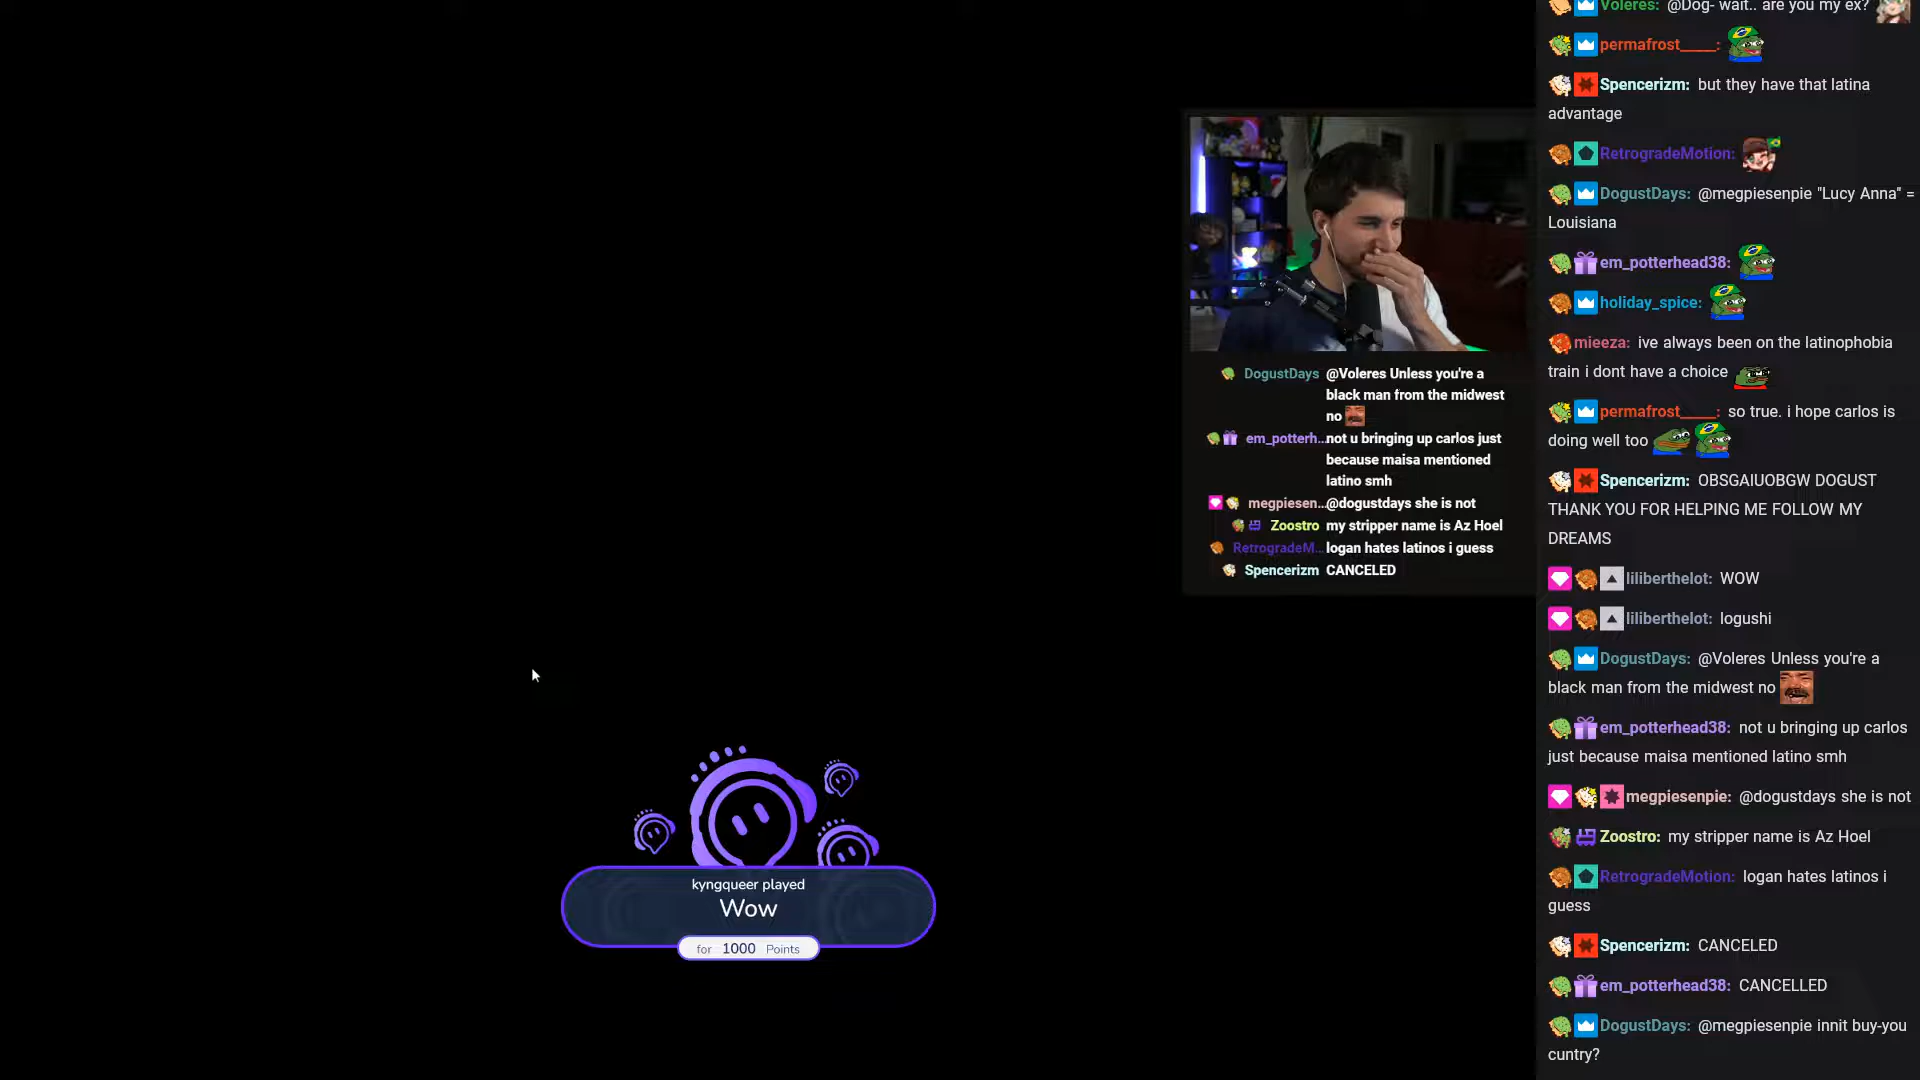 DogustDays @Voleres Unless you're a
black man from the midwest
no
em_potterh... not u bringing up carlos just
because maisa mentioned
latino smh
megpiesen... @dogustdays she is not
Zoostro my stripper name is Az Hoel
RetrogradeM... logan hates latinos i guess
Spencerizm CANCELED
kyngqueer played
Wow
for 1000 Points
Voleres: @Dog- wait.. are you my ex?
permafrost____:
Spencerizm: but they have that latina
advantage
RetrogradeMotion:
DogustDays: @megpiesenpie "Lucy Anna" =
Louisiana
em_potterhead38:
holiday_spice:
mieeza: ive always been on the latinophobia
train i dont have a choice
permafrost____: so true. i hope carlos is
doing well too
Spencerizm: OBSGAIUOBGW DOGUST
THANK YOU FOR HELPING ME FOLLOW MY
DREAMS
liliberthelot: WOW
liliberthelot: logushi
DogustDays: @Voleres Unless you're a
black man from the midwest no
em_potterhead38: not u bringing up carlos
just because maisa mentioned latino smh
megpiesenpie: @dogustdays she is not
Zoostro: my stripper name is Az Hoel
RetrogradeMotion: logan hates latinos i
guess
Spencerizm: CANCELED
em_potterhead38: CANCELLED
DogustDays: @megpiesenpie innit buy-you
cuntry?